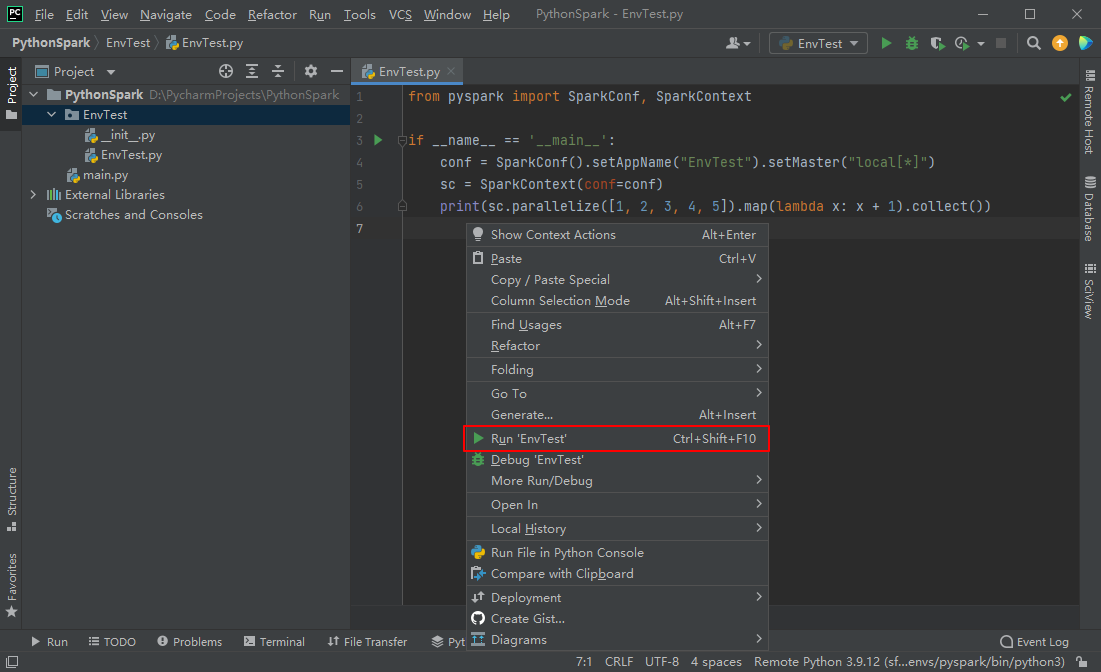 PC File Edit View Navigate Code Refactor Run Tools VCS Window Help PythonSpark - EnvTest.py
PythonSpark EnvTest EnvTest.py EnvTest
Project
Project
EnvTest.py
PythonSpark D:\PycharmProjects\PythonSpark
EnvTest
__init__.py
EnvTest.py
main.py
External Libraries
Scratches and Consoles
Structure
Favorites
1 from pyspark import SparkConf, SparkContext
2
3 if __name__ == '__main__':
4 conf = SparkConf().setAppName("EnvTest").setMaster("local[*]")
5 sc = SparkContext(conf=conf)
6 print(sc.parallelize([1, 2, 3, 4, 5]).map(lambda x: x + 1).collect())
7
Show Context Actions Alt+Enter
Paste Ctrl+V
Copy / Paste Special
Column Selection Mode Alt+Shift+Insert
Find Usages Alt+F7
Refactor
Folding
Go To
Generate... Alt+Insert
Run 'EnvTest' Ctrl+Shift+F10
Debug 'EnvTest'
More Run/Debug
Open In
Local History
Run File in Python Console
Compare with Clipboard
Deployment
Create Gist...
Diagrams
Remote Host
Database
SciView
Run TODO Problems Terminal File Transfer Pyt Event Log
7:1 CRLF UTF-8 4 spaces Remote Python 3.9.12 (sf...envs/pyspark/bin/python3)